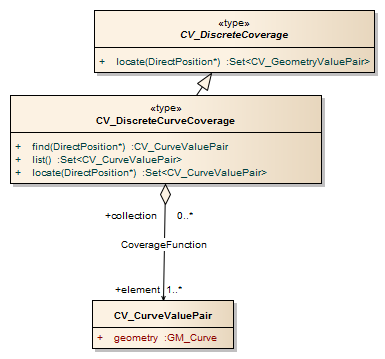 «type»
CV_DiscreteCoverage
+ locate(DirectPosition*) :Set<CV_GeometryValuePair>
«type»
CV_DiscreteCurveCoverage
+ find(DirectPosition*) :CV_CurveValuePair
+ list() :Set<CV_CurveValuePair>
+ locate(DirectPosition*) :Set<CV_CurveValuePair>
+collection 0..*
CoverageFunction
+element 1..*
CV_CurveValuePair
+ geometry :GM_Curve